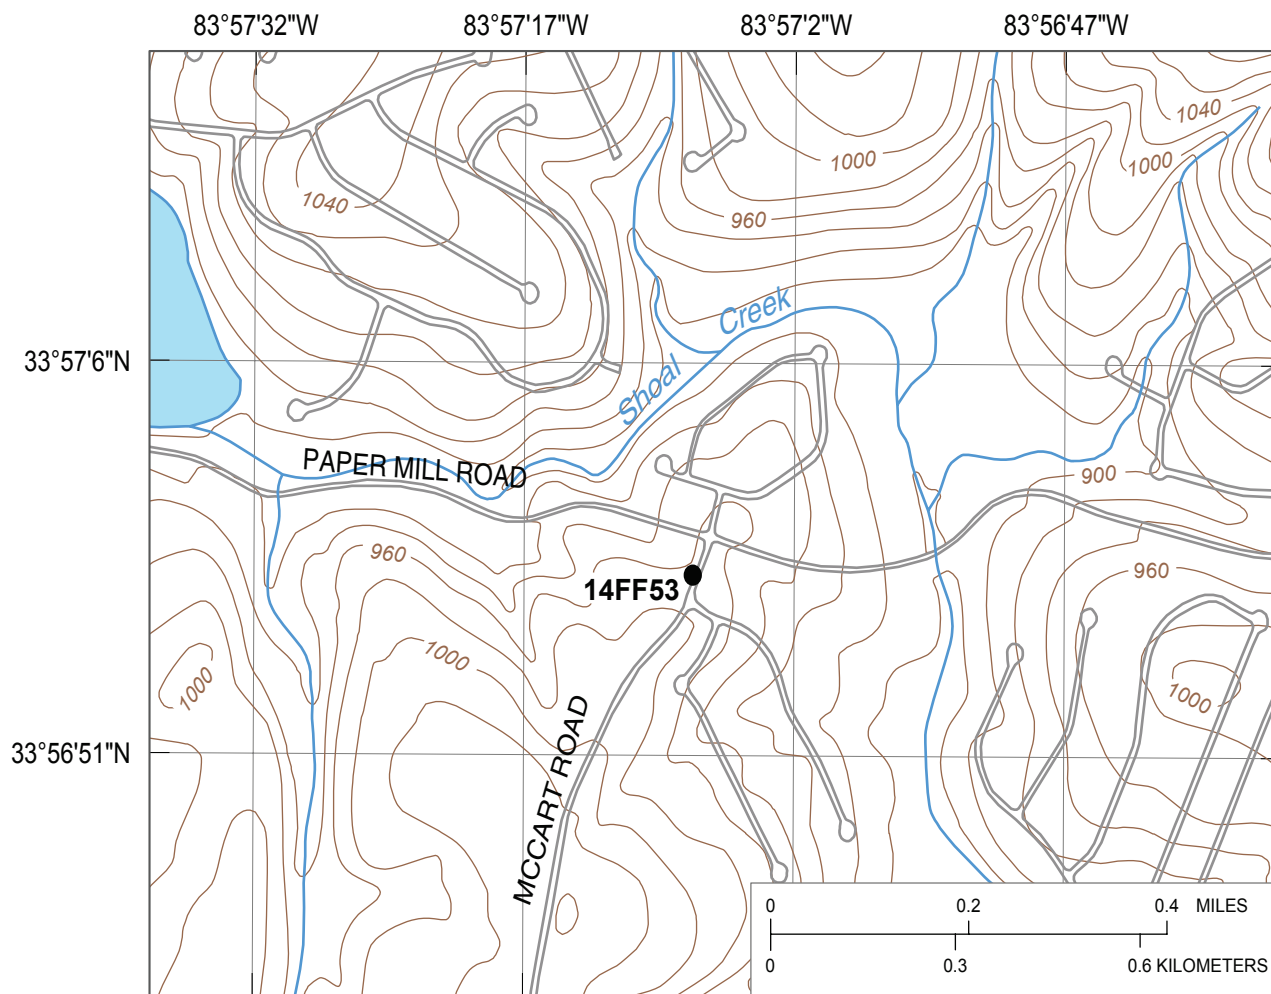 83°57'32"W 83°57'17"W 83°57'2"W 83°56'47"W
1040
1000
1000
1040
960
Creek
33°57'6"N
Shoal
PAPER MILL ROAD
900
960
14FF53
960
1000
1000
1000
33°56'51"N
MCCART ROAD
0 0.2 0.4 MILES
0 0.3 0.6 KILOMETERS